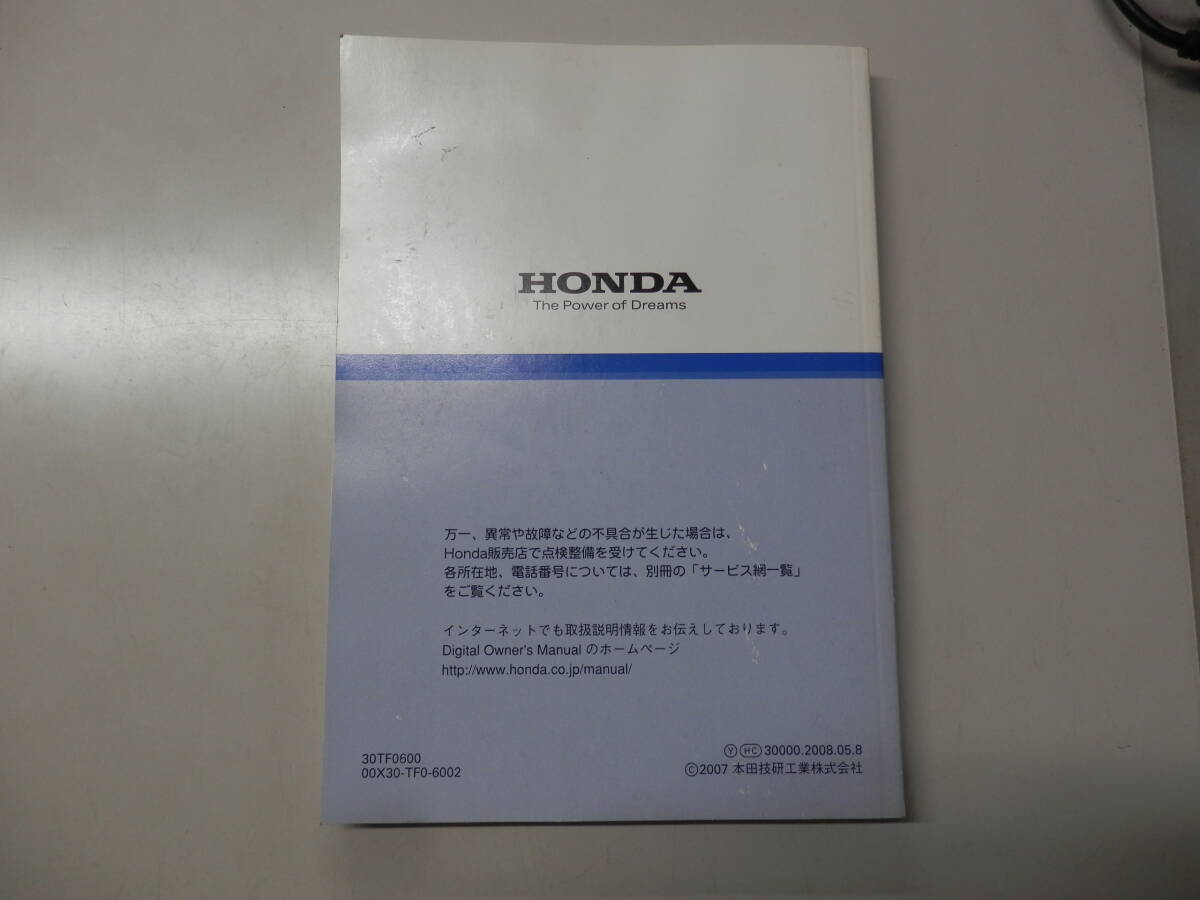 HONDA
The Power of Dreams
万一、異常や故障などの不具合が生じた場合は、
Honda販売店で点検整備を受けてください。
各所在地、電話番号については、別冊の「サービス網一覧」
をご覧ください。
インターネットでも取扱説明情報をお伝えしております。
Digital Owner's Manual のホームページ
http://www.honda.co.jp/manual/
30TF0600
00X30-TF0-6002
Ⓨ HC 30000.2008.05.8
©2007 本田技研工業株式会社